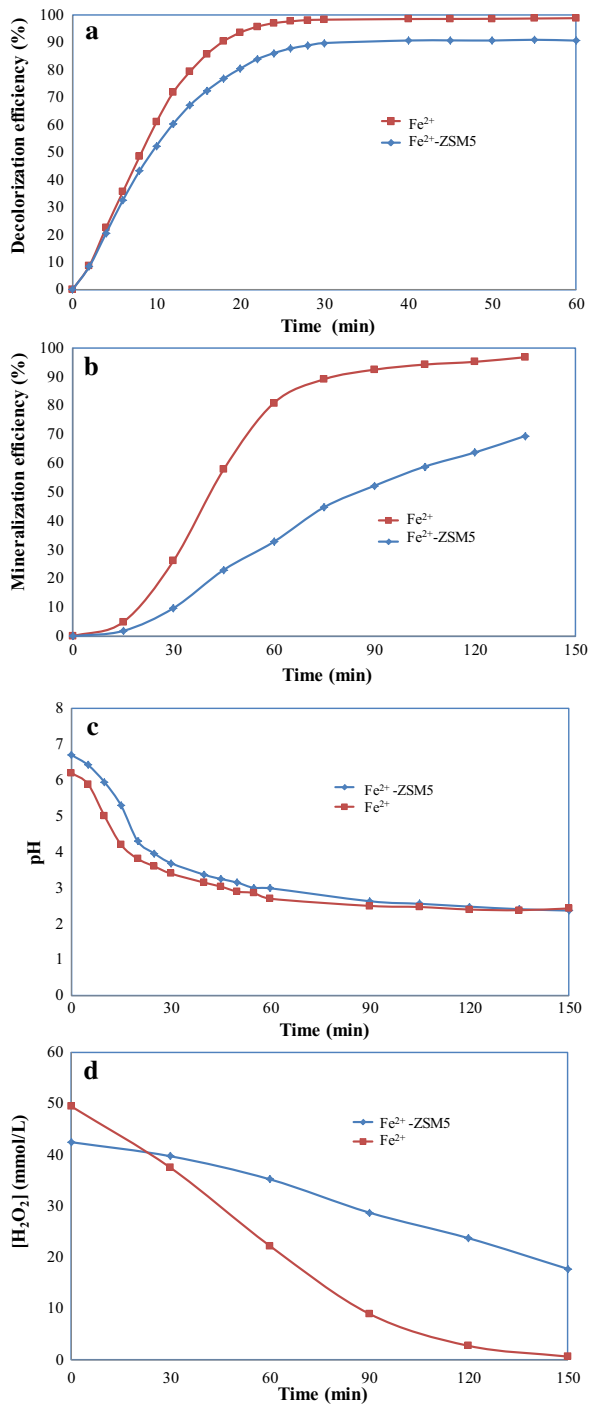 a
Decolorization efficiency (%)
100
90
80
70
60
50
40
30
20
10
0
Fe²⁺
Fe²⁺-ZSM5
0 10 20 30 40 50 60
Time (min)
b
Mineralization efficiency (%)
100
90
80
70
60
50
40
30
20
10
0
Fe²⁺
Fe²⁺-ZSM5
0 30 60 90 120 150
Time (min)
c
pH
8
7
6
5
4
3
2
1
0
Fe²⁺ -ZSM5
Fe²⁺
0 30 60 90 120 150
Time (min)
d
[H₂O₂] (mmol/L)
60
50
40
30
20
10
0
Fe²⁺ -ZSM5
Fe²⁺
0 30 60 90 120 150
Time (min)